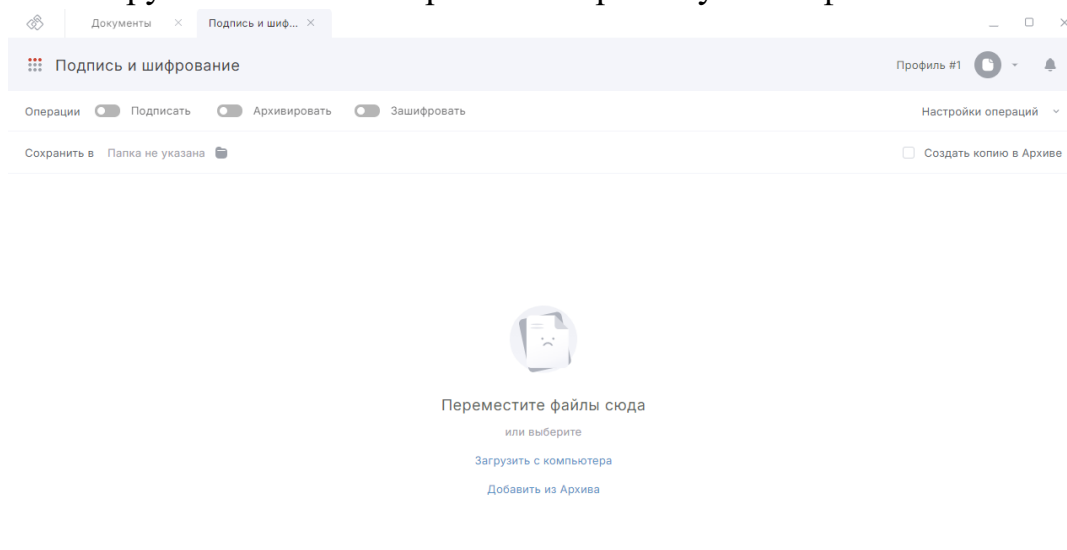 Документы
Подпись и шиф...
Подпись и шифрование
Профиль #1
Операции Подписать Архивировать Зашифровать
Настройки операций
Сохранить в Папка не указана
Создать копию в Архиве
Переместите файлы сюда
или выберите
Загрузить с компьютера
Добавить из Архива